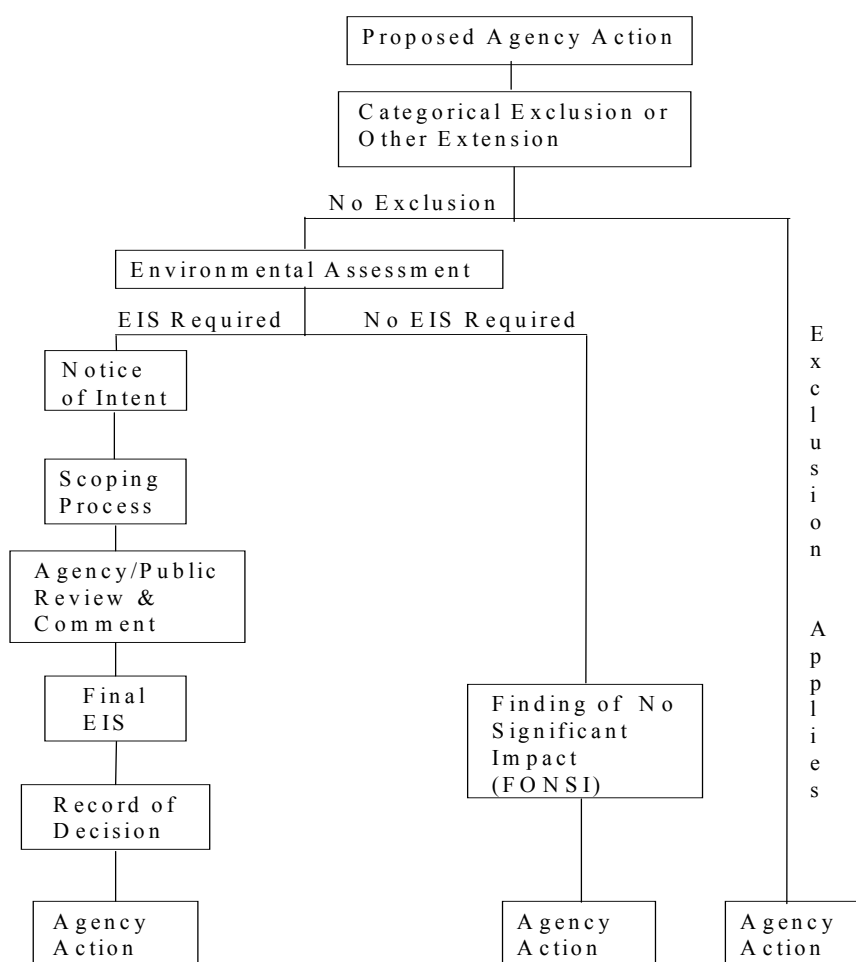 Proposed Agency Action
Categorical Exclusion or
Other Extension
No Exclusion
Environmental Assessment
EIS Required
No EIS Required
Notice
of Intent
Scoping
Process
Agency/Public
Review &
Comment
Final
EIS
Record of
Decision
Agency
Action
Finding of No
Significant
Impact
(FONSI)
Agency
Action
Exclusion Applies
Agency
Action